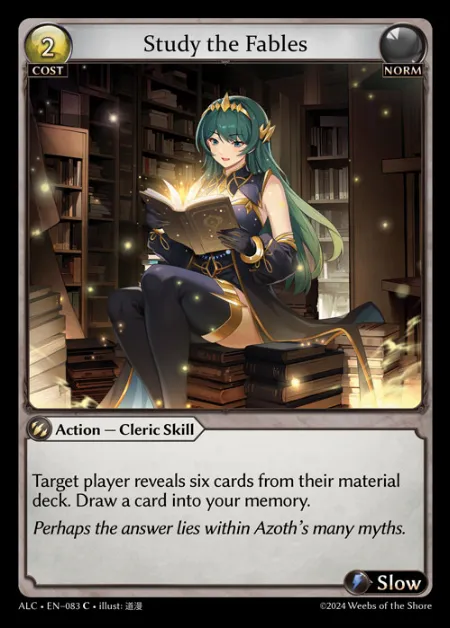 2
Study the Fables
COST
NORM
Action — Cleric Skill
Target player reveals six cards from their material
deck. Draw a card into your memory.
Perhaps the answer lies within Azoth's many myths.
Slow
ALC • EN-083 C • illust: 道漫
©2024 Weebs of the Shore